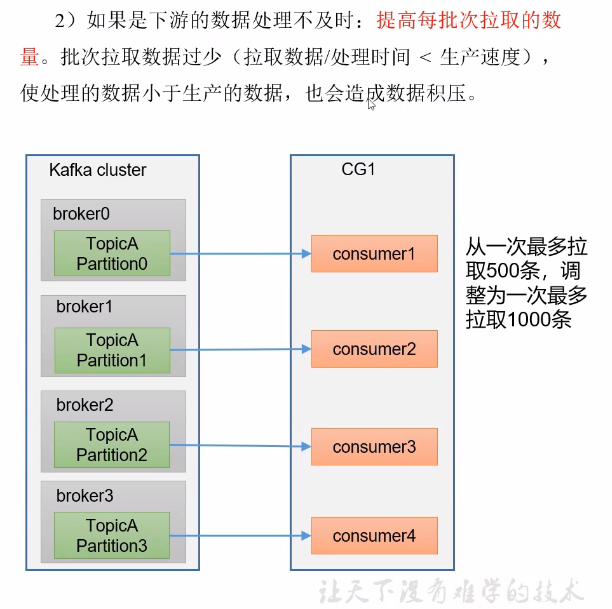 2）如果是下游的数据处理不及时：提高每批次拉取的数
量。批次拉取数据过少（拉取数据/处理时间 < 生产速度），
使处理的数据小于生产的数据，也会造成数据积压。
Kafka cluster
CG1
broker0
TopicA
Partition0
consumer1
从一次最多拉
取500条，调
整为一次最多
拉取1000条
broker1
TopicA
Partition1
consumer2
broker2
TopicA
Partition2
consumer3
broker3
TopicA
Partition3
consumer4
让天下没有难学的技术